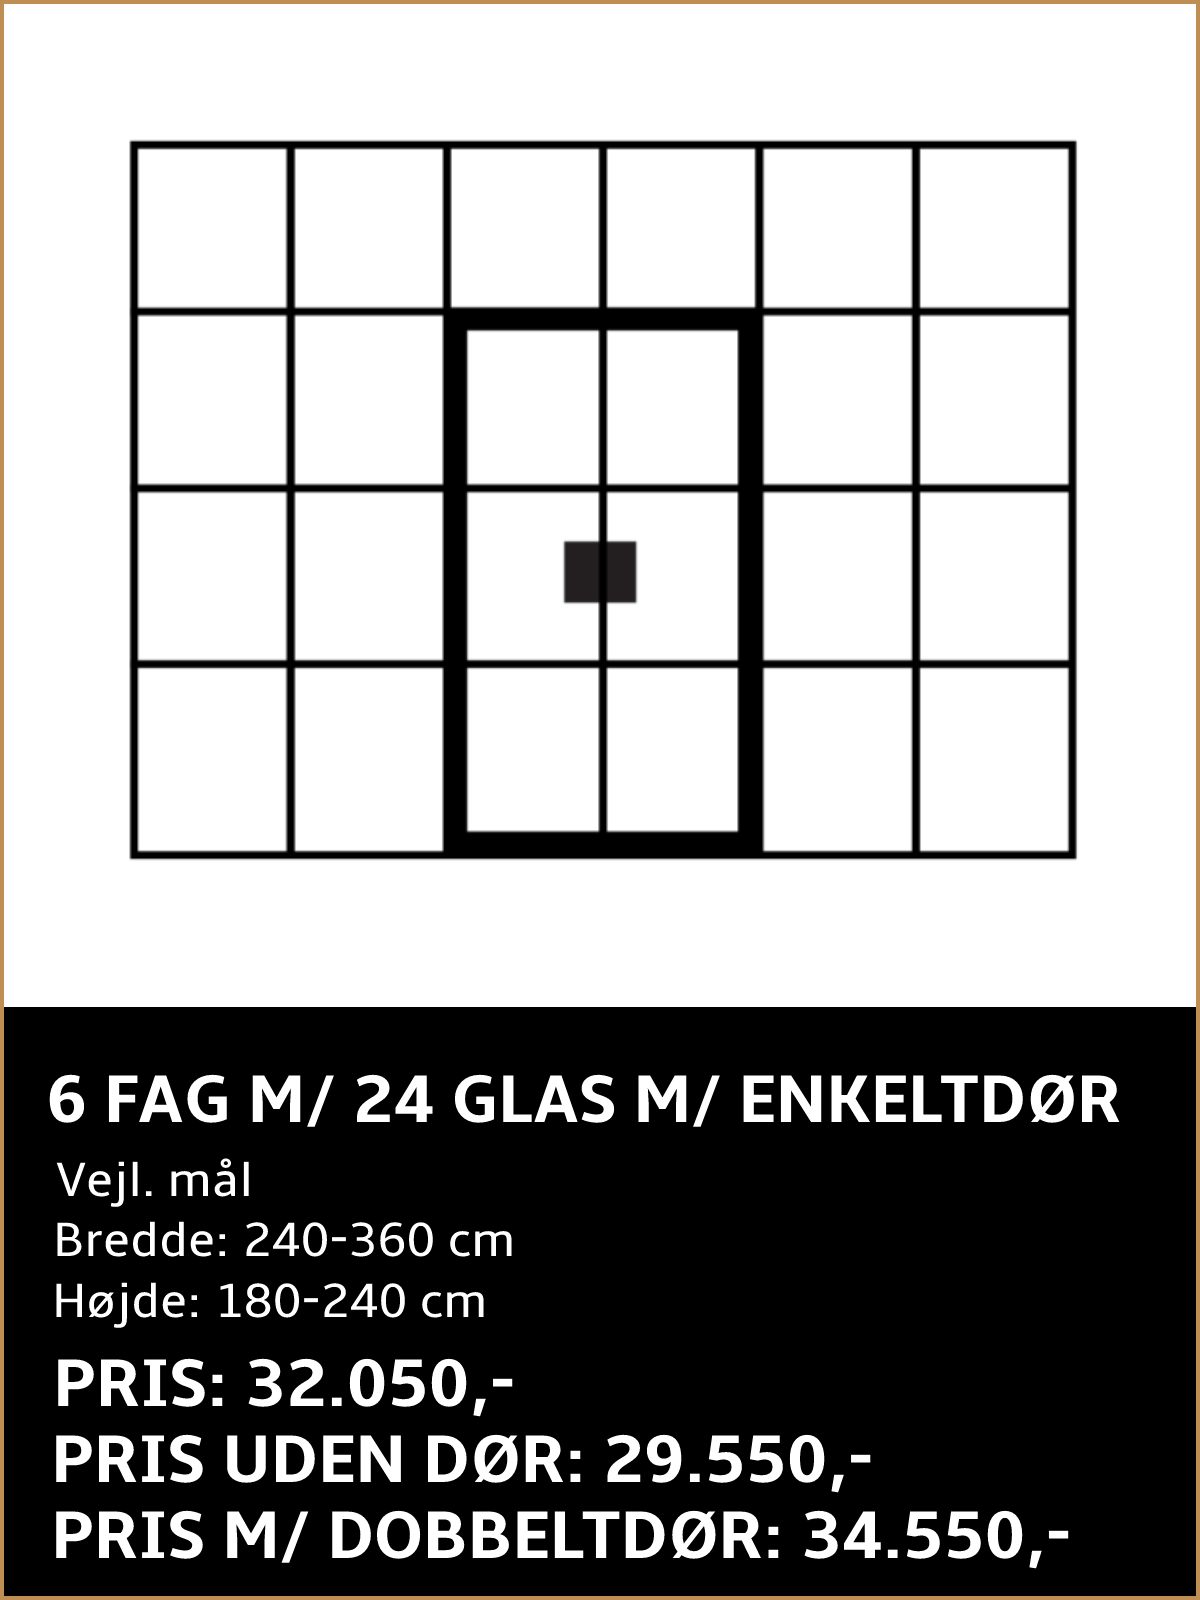 6 FAG M/ 24 GLAS M/ ENKELTDØR
Vejl. mål
Bredde: 240-360 cm
Højde: 180-240 cm
PRIS: 32.050,-
PRIS UDEN DØR: 29.550,-
PRIS M/ DOBBELTDØR: 34.550,-